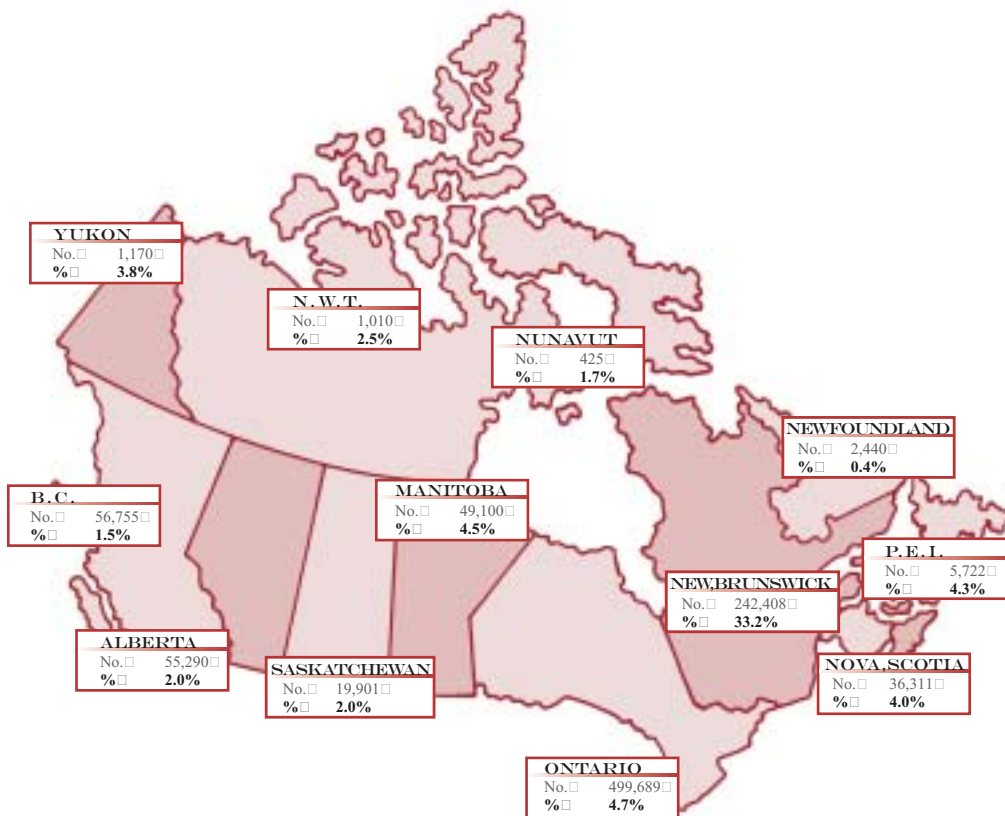 YUKON
No.□ 1,170□
%□ 3.8%
N.W.T.
No.□ 1,010□
%□ 2.5%
NUNAVUT
No.□ 425□
%□ 1.7%
NEWFOUNDLAND
No.□ 2,440□
%□ 0.4%
B.C.
No.□ 56,755□
%□ 1.5%
MANITOBA
No.□ 49,100□
%□ 4.5%
P.E.I.
No.□ 5,722□
%□ 4.3%
NEW,BRUNSWICK
No.□ 242,408□
%□ 33.2%
ALBERTA
No.□ 55,290□
%□ 2.0%
SASKATCHEWAN
No.□ 19,901□
%□ 2.0%
NOVA,SCOTIA
No.□ 36,311□
%□ 4.0%
ONTARIO
No.□ 499,689□
%□ 4.7%